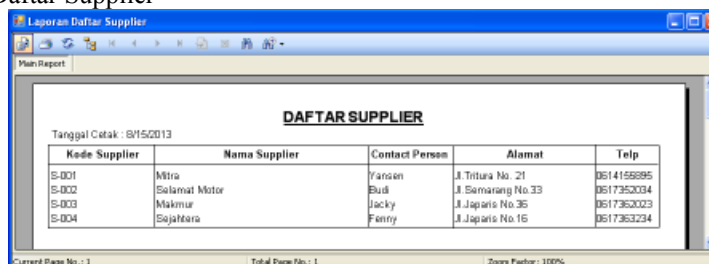 Daftar Supplier
Laporan Daftar Supplier
Main Report
DAFTAR SUPPLIER
Tanggal Cetak : 8/15/2013
Kode Supplier Nama Supplier Contact Person Alamat Telp
S-001 Mitra Yansen Jl.Tritura No. 21 0614156895
S-002 Selamat Motor Budi Jl.Semarang No.33 0617352034
S-003 Makmur Jacky Jl.Japaris No.36 0617362023
S-004 Sejahtera Fenny Jl.Japaris No.16 0617363234
Current Page No.: 1 Total Page No.: 1 Zoom Factor: 100%